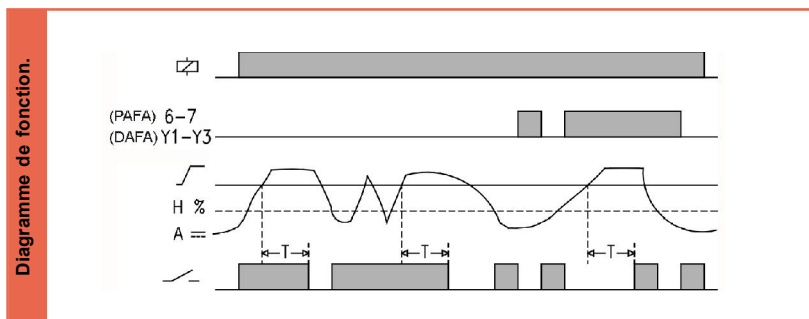 Diagramme de fonction.
(PAFA) 6-7
(DAFA) Y1-Y3
H %
A
T T T